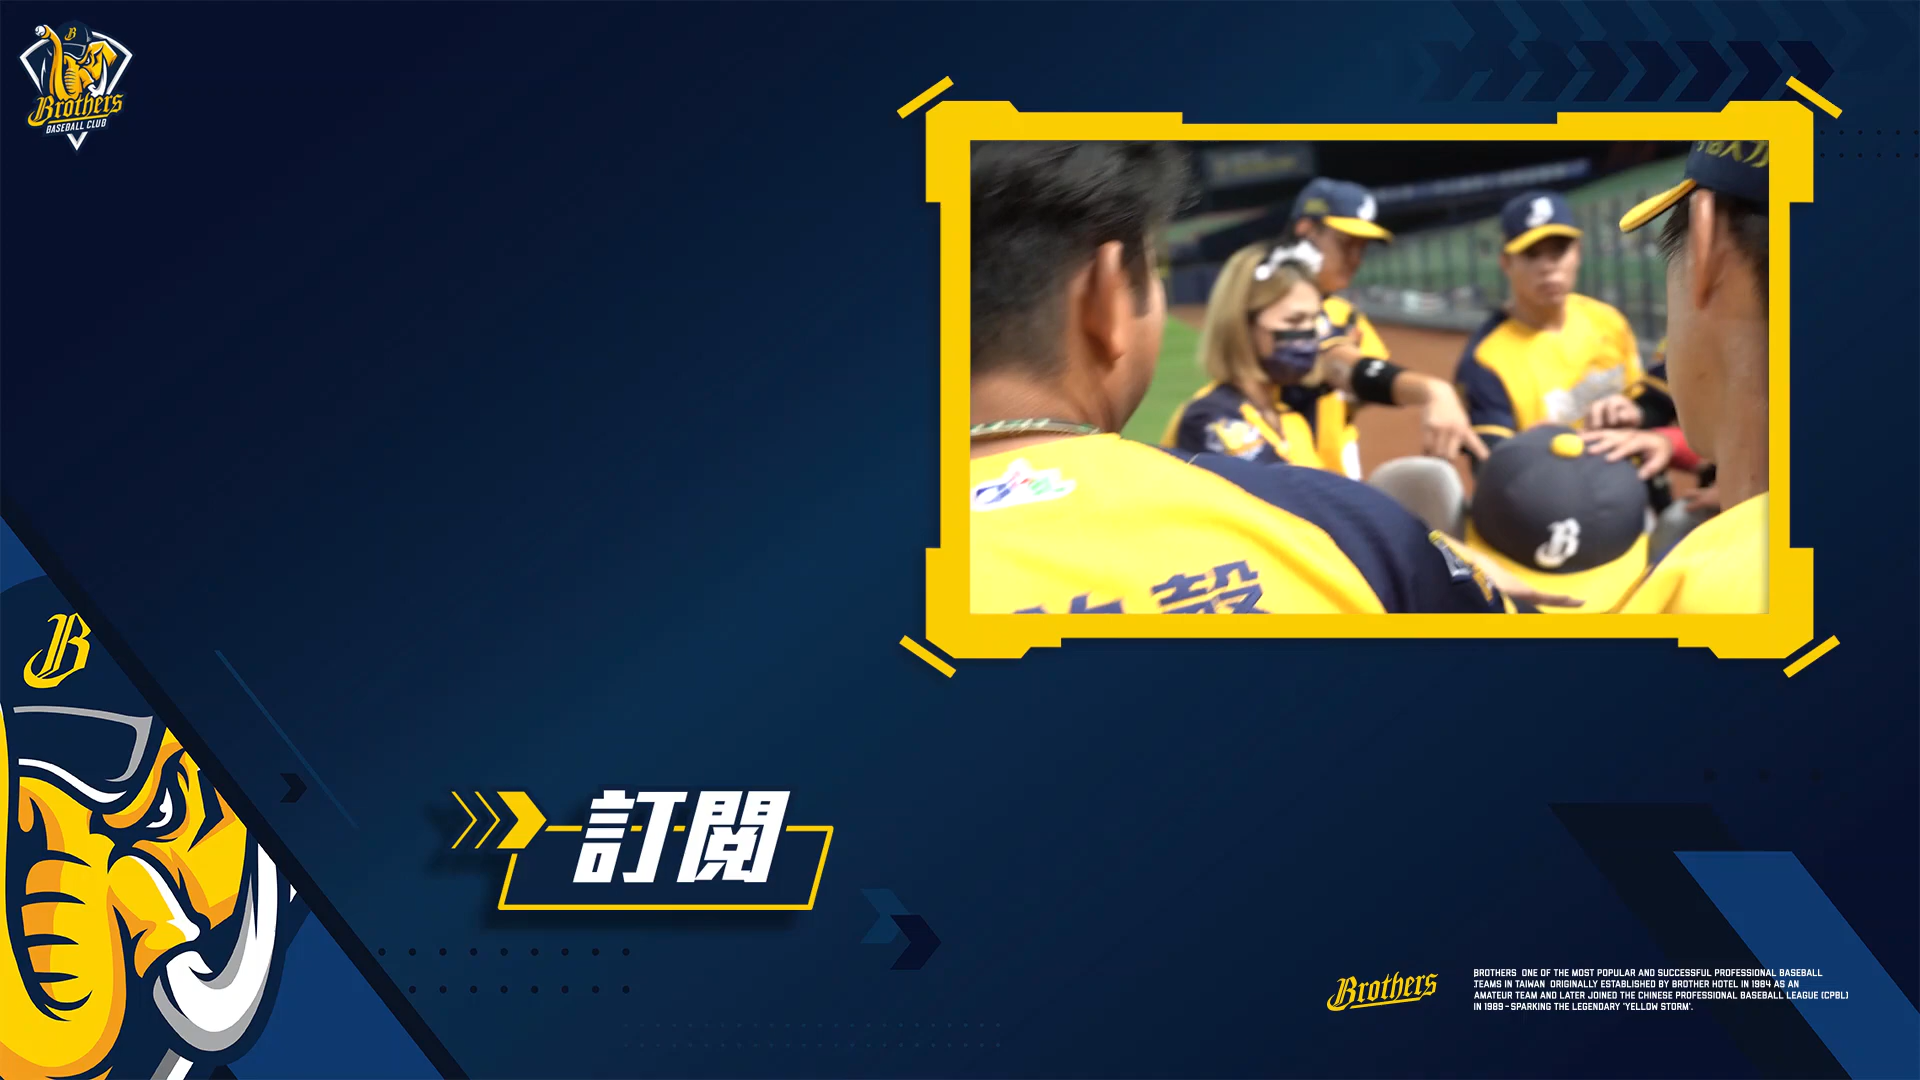 B
Brothers
BASEBALL CLUB
B
B
訂閱
Brothers
BROTHERS ONE OF THE MOST POPULAR AND SUCCESSFUL PROFESSIONAL BASEBALL
TEAMS IN TAIWAN ORIGINALLY ESTABLISHED BY BROTHER HOTEL IN 1984 AS AN
AMATEUR TEAM AND LATER JOINED THE CHINESE PROFESSIONAL BASEBALL LEAGUE (CPBL)
IN 1989-SPARKING THE LEGENDARY 'YELLOW STORM'.